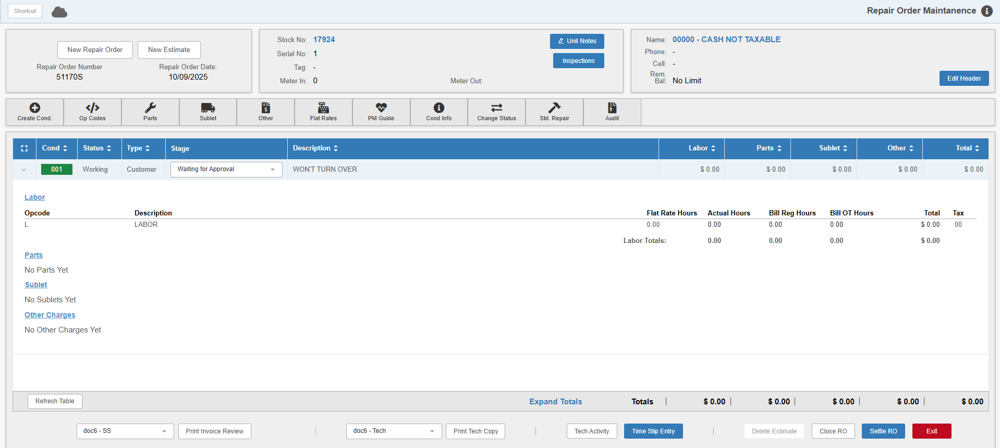 Shortcut
Repair Order Maintanence
New Repair Order New Estimate
Repair Order Number Repair Order Date:
51170S 10/09/2025
Stock No: 17924
Serial No: 1
Tag: -
Meter In: 0 Meter Out:
Unit Notes
Inspections
Name: 00000 - CASH NOT TAXABLE
Phone: -
Cell: -
Rem.
Bal: No Limit
Edit Header
Create Cond. Op Codes Parts Sublet Other Flat Rates PM Guide Cond Info Change Status Std. Repair Audit
Cond Status Type Stage Description Labor Parts Sublet Other Total
001 Working Customer Waiting for Approval WON'T TURN OVER $ 0.00 $ 0.00 $ 0.00 $ 0.00 $ 0.00
Labor
Opcode Description Flat Rate Hours Actual Hours Bill Reg Hours Bill OT Hours Total Tax
L LABOR 0.00 0.00 0.00 0.00 $ 0.00 00
Labor Totals: 0.00 0.00 0.00 $ 0.00
Parts
No Parts Yet
Sublet
No Sublets Yet
Other Charges
No Other Charges Yet
Refresh Table Expand Totals Totals | $ 0.00 | $ 0.00 | $ 0.00 | $ 0.00 | $ 0.00
doc6 - SS Print Invoice Review | doc6 - Tech Print Tech Copy | Tech Activity Time Slip Entry | Delete Estimate Close RO Settle RO Exit